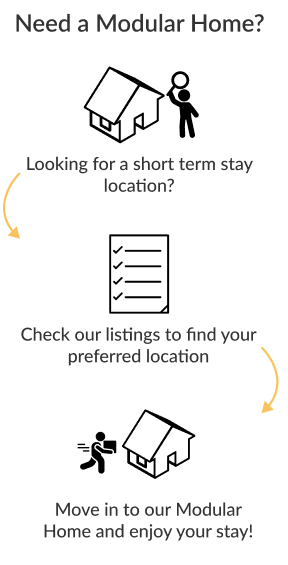 Need a Modular Home?
Looking for a short term stay
location?
Check our listings to find your
preferred location
Move in to our Modular
Home and enjoy your stay!